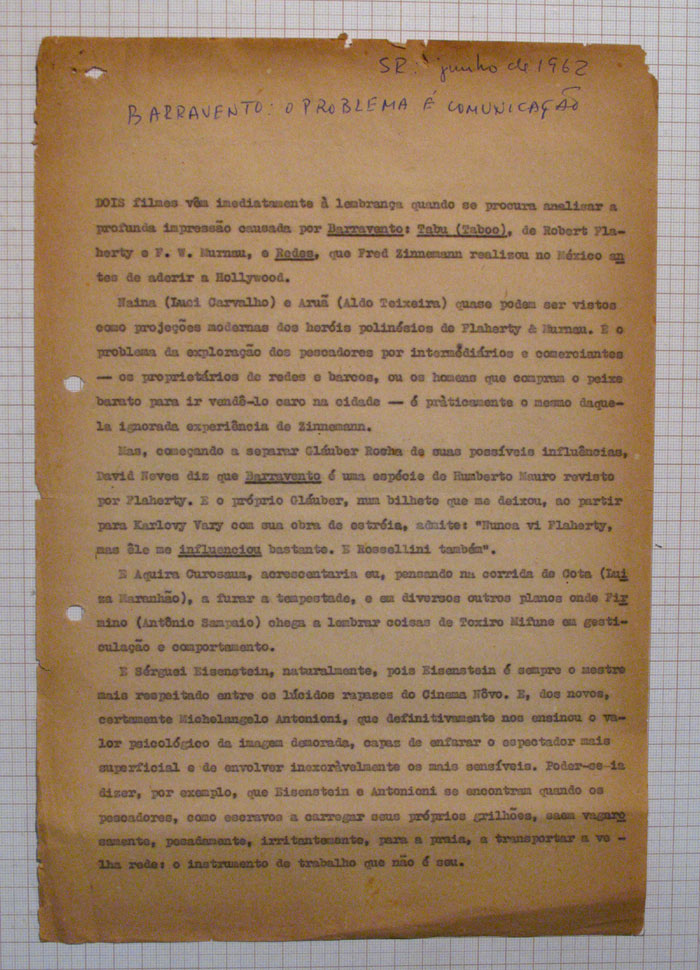 SR. junho de 1962
BARRAVENTO: O PROBLEMA É COMUNICAÇÃO
DOIS filmes vêm imediatamente à lembrança quando se procura analisar a
profunda impressão causada por Barravento: Tabu (Taboo), de Robert Fla-
herty e F. W. Murnau, e Redes, que Fred Zinnemann realizou no México an
tes de aderir a Hollywood.
Naina (Luci Carvalho) e Aruã (Aldo Teixeira) quase podem ser vistos
como projeções modernas dos heróis polinésios de Flaherty & Murnau. E o
problema da exploração dos pescadores por intermédiários e comerciantes
— os proprietários de redes e barcos, ou os homens que compram o peixe
barato para ir vendê-lo caro na cidade — é pràticamente o mesmo daque-
la ignorada experiência de Zinnemann.
Mas, começando a separar Gláuber Rocha de suas possíveis influências,
David Neves diz que Barravento é uma espécie de Humberto Mauro revisto
por Flaherty. E o próprio Gláuber, num bilhete que me deixou, ao partir
para Karlovy Vary com sua obra de estréia, admite: "Nunca vi Flaherty,
mas êle me influenciou bastante. E Rossellini também".
E Aquira Curosaua, acrescentaria eu, pensando na corrida de Cota (Lui
za Maranhão), a furar a tempestade, e em diversos outros planos onde Fir
mino (Antônio Sampaio) chega a lembrar coisas de Toxiro Mifune em gesti-
culação e comportamento.
E Sérguei Eisenstein, naturalmente, pois Eisenstein é sempre o mestre
mais respeitado entre os lúcidos rapazes do Cinema Nôvo. E, dos novos,
certamente Michelangelo Antonioni, que definitivamente nos ensinou o va-
lor psicológico da imagem demorada, capaz de enfurar o espectador mais
superficial e de envolver inexoràvelmente os mais sensíveis. Poder-se-ia
dizer, por exemplo, que Eisenstein e Antonioni se encontram quando os
pescadores, como escravos a carregar seus próprios grilhões, saem vagaro
samente, pesadamente, irritantemente, para a praia, a transportar a ve -
lha rede: o instrumento de trabalho que não é seu.